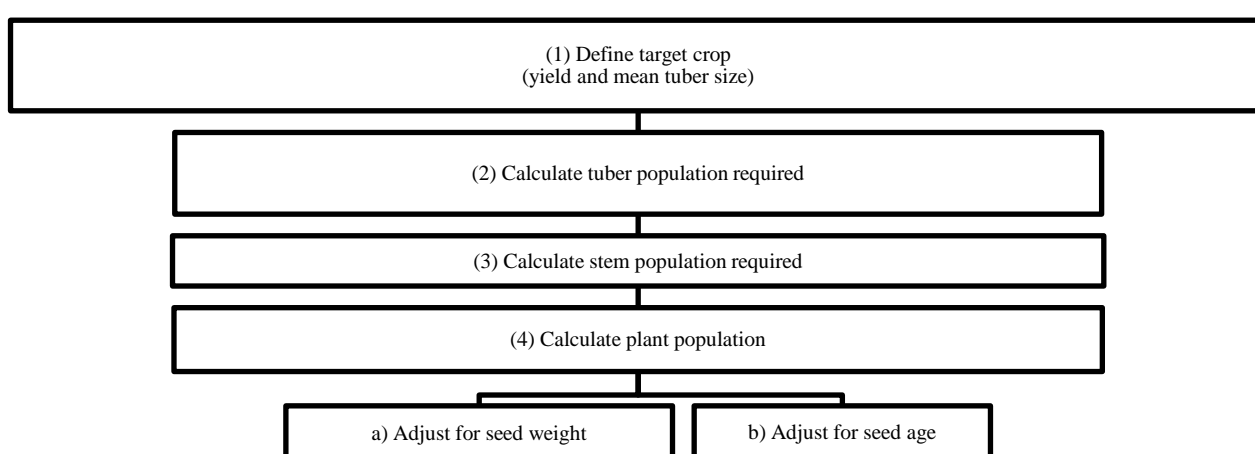 (1) Define target crop
(yield and mean tuber size)
(2) Calculate tuber population required
(3) Calculate stem population required
(4) Calculate plant population
a) Adjust for seed weight
b) Adjust for seed age